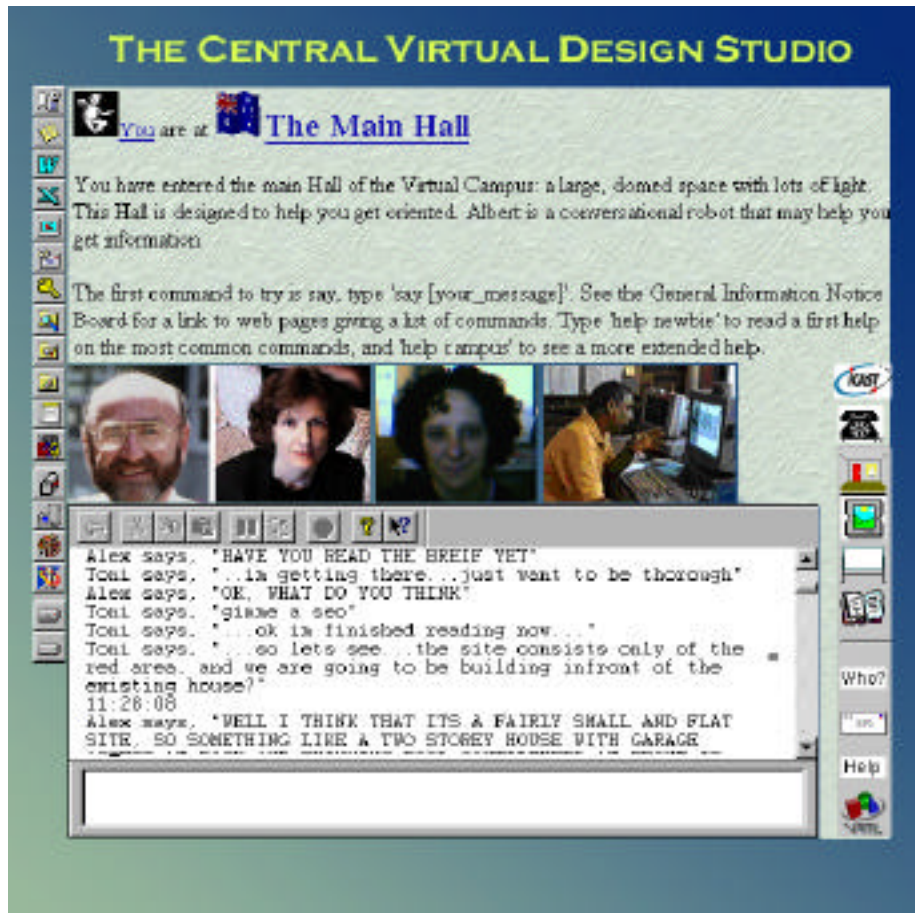 THE CENTRAL VIRTUAL DESIGN STUDIO
You are at The Main Hall
You have entered the main Hall of the Virtual Campus: a large, domed space with lots of light.
This Hall is designed to help you get oriented. Albert is a conversational robot that may help you
get information
The first command to try is say, type 'say [your_message]'. See the General Information Notice
Board for a link to web pages giving a list of commands. Type 'help newbie' to read a first help
on the most common commands, and 'help campus' to see a more extended help.
Alex says, "HAVE YOU READ THE BREIF YET"
Toni says, "..im getting there...just want to be thorough"
Alex says, "OK, WHAT DO YOU THINK"
Toni says, "gimme a sec"
Toni says, "...ok im finished reading now..."
Toni says, "...so lets see...the site consists only of the
red area, and we are going to be building infront of the
existing house?"
11:28:08
Alex says, "WELL I THINK THAT ITS A FAIRLY SMALL AND FLAT
SITE, SO SOMETHING LIKE A TWO STOREY HOUSE WITH GARAGE
Who?
Help
VRML